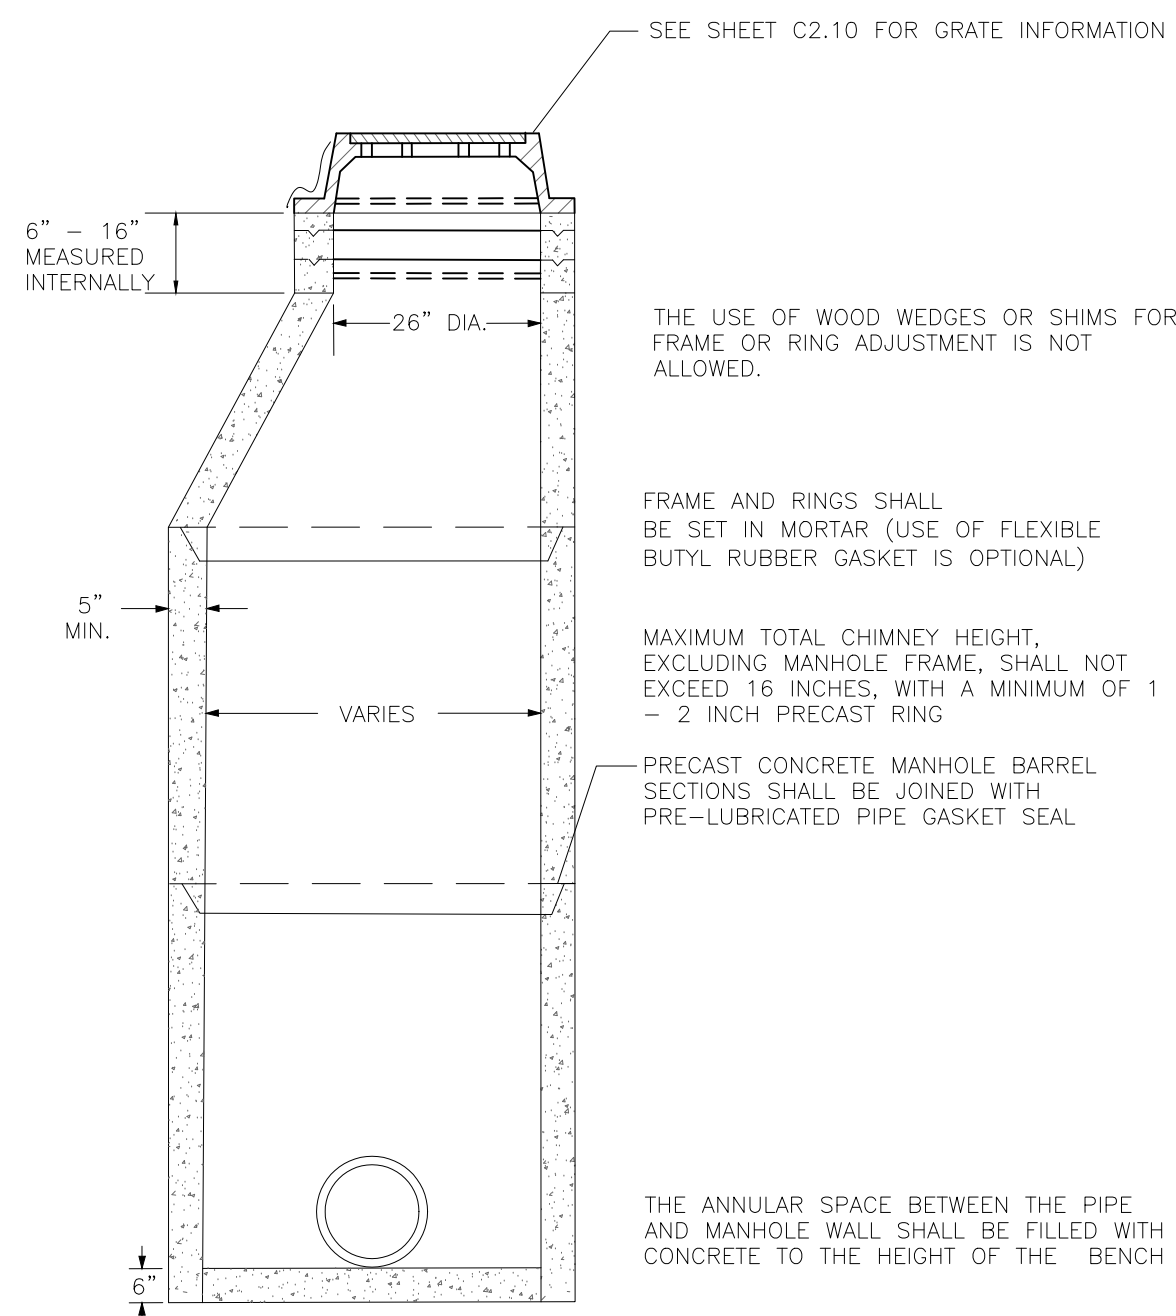 SEE SHEET C2.10 FOR GRATE INFORMATION
6” – 16”
MEASURED
INTERNALLY
26” DIA.
THE USE OF WOOD WEDGES OR SHIMS FOR
FRAME OR RING ADJUSTMENT IS NOT
ALLOWED.
FRAME AND RINGS SHALL
BE SET IN MORTAR (USE OF FLEXIBLE
BUTYL RUBBER GASKET IS OPTIONAL)
5”
MIN.
MAXIMUM TOTAL CHIMNEY HEIGHT,
EXCLUDING MANHOLE FRAME, SHALL NOT
EXCEED 16 INCHES, WITH A MINIMUM OF 1
– 2 INCH PRECAST RING
VARIES
PRECAST CONCRETE MANHOLE BARREL
SECTIONS SHALL BE JOINED WITH
PRE–LUBRICATED PIPE GASKET SEAL
THE ANNULAR SPACE BETWEEN THE PIPE
AND MANHOLE WALL SHALL BE FILLED WITH
CONCRETE TO THE HEIGHT OF THE BENCH
6”